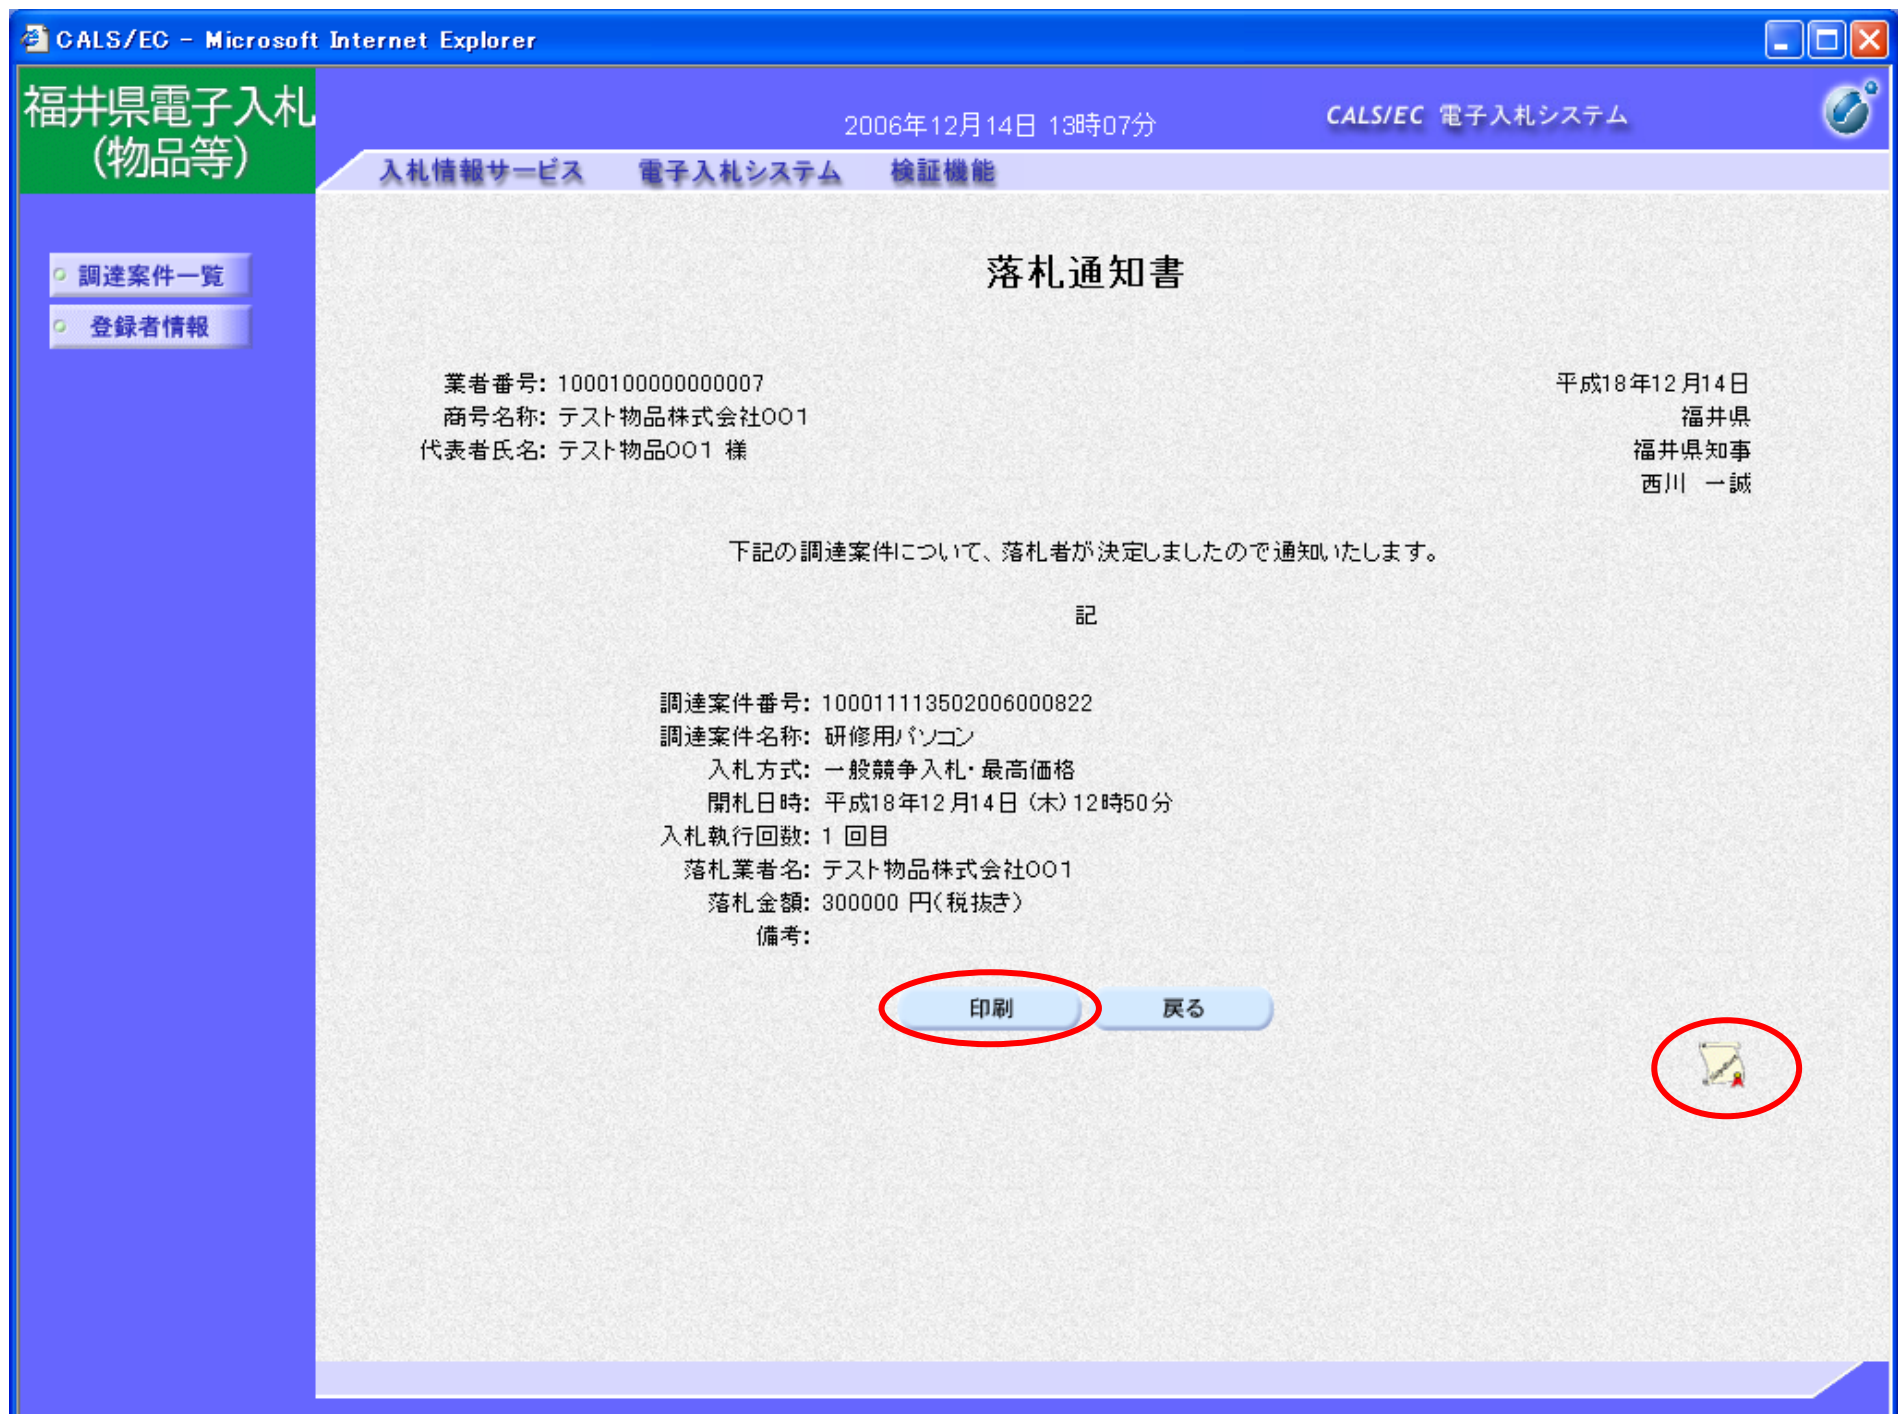 CALS/EC - Microsoft Internet Explorer
福井県電子入札
(物品等)
2006年12月14日 13時07分
CALS/EC 電子入札システム
入札情報サービス 電子入札システム 検証機能
調達案件一覧
登録者情報
落札通知書
業者番号: 1000100000000007
商号名称: テスト物品株式会社001
代表者氏名: テスト物品001 様
平成18年12月14日
福井県
福井県知事
西川 一誠
下記の調達案件について、落札者が決定しましたので通知いたします。
記
調達案件番号: 100011113502006000822
調達案件名称: 研修用パソコン
入札方式: 一般競争入札・最高価格
開札日時: 平成18年12月14日 (木) 12時50分
入札執行回数: 1 回目
落札業者名: テスト物品株式会社001
落札金額: 300000 円(税抜き)
備考:
印刷 戻る